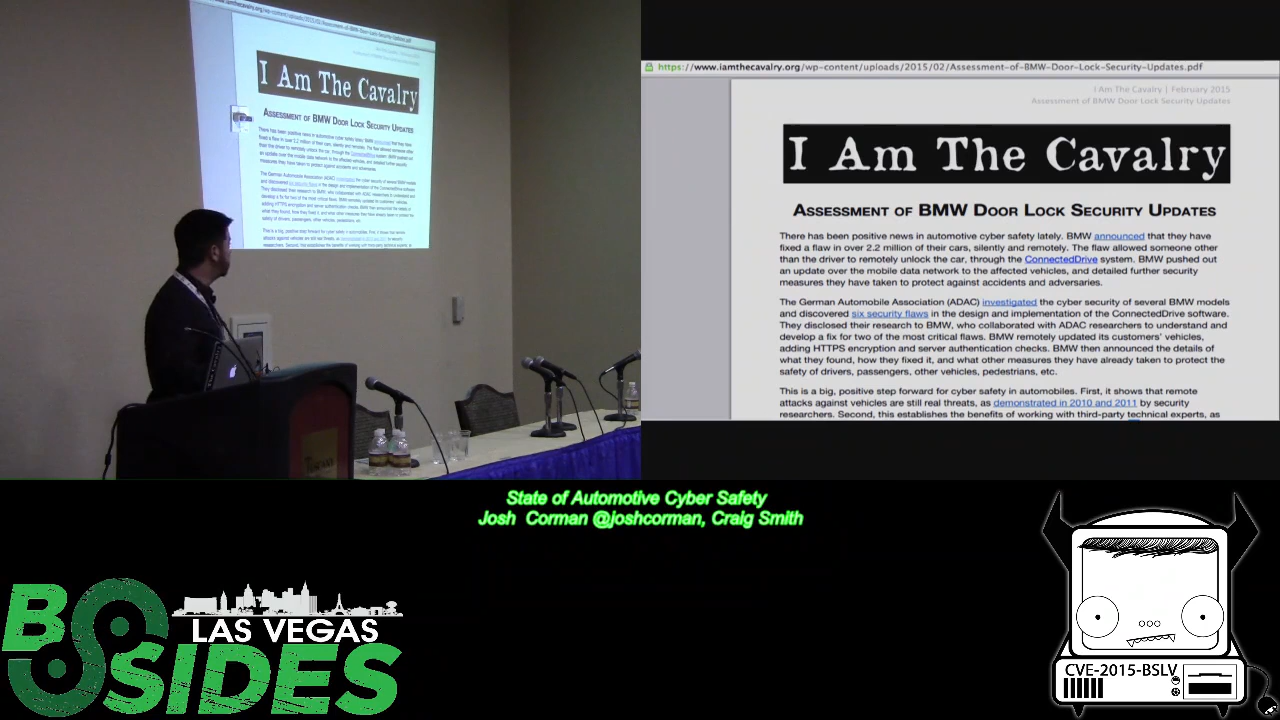 I AM THE CAVALRY
ASSESSMENT OF BMW DOOR LOCK SECURITY UPDATES
https://www.iamthecavalry.org/wp-content/uploads/2015/02/Assessment-of-BMW-Door-Lock-Security-Updates.pdf
I Am The Cavalry | February 2015
Assessment of BMW Door Lock Security Updates
I Am The Cavalry
ASSESSMENT OF BMW DOOR LOCK SECURITY UPDATES
There has been positive news in automotive cyber safety lately. BMW announced that they have
fixed a flaw in over 2.2 million of their cars, silently and remotely. The flaw allowed someone other
than the driver to remotely unlock the car, through the ConnectedDrive system. BMW pushed out
an update over the mobile data network to the affected vehicles, and detailed further security
measures they have taken to protect against accidents and adversaries.
The German Automobile Association (ADAC) investigated the cyber security of several BMW models
and discovered six security flaws in the design and implementation of the ConnectedDrive software.
They disclosed their research to BMW, who collaborated with ADAC researchers to understand and
develop a fix for two of the most critical flaws. BMW remotely updated its customers' vehicles,
adding HTTPS encryption and server authentication checks. BMW then announced the details of
what they found, how they fixed it, and what other measures they have already taken to protect the
safety of drivers, passengers, other vehicles, pedestrians, etc.
This is a big, positive step forward for cyber safety in automobiles. First, it shows that remote
attacks against vehicles are still real threats, as demonstrated in 2010 and 2011 by security
researchers. Second, this establishes the benefits of working with third-party technical experts, as
State of Automotive Cyber Safety
Josh Corman @joshcorman, Craig Smith
BSIDES
LAS VEGAS
CVE-2015-BSLV